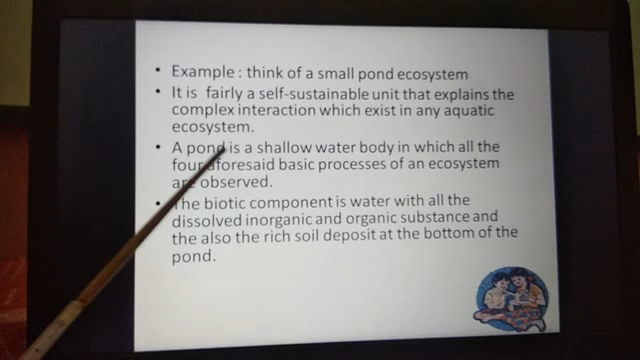 • Example : think of a small pond ecosystem
• It is fairly a self-sustainable unit that explains the
complex interaction which exist in any aquatic
ecosystem.
• A pond is a shallow water body in which all the
four aforesaid basic processes of an ecosystem
are observed.
• The biotic component is water with all the
dissolved inorganic and organic substance and
the also the rich soil deposit at the bottom of the
pond.